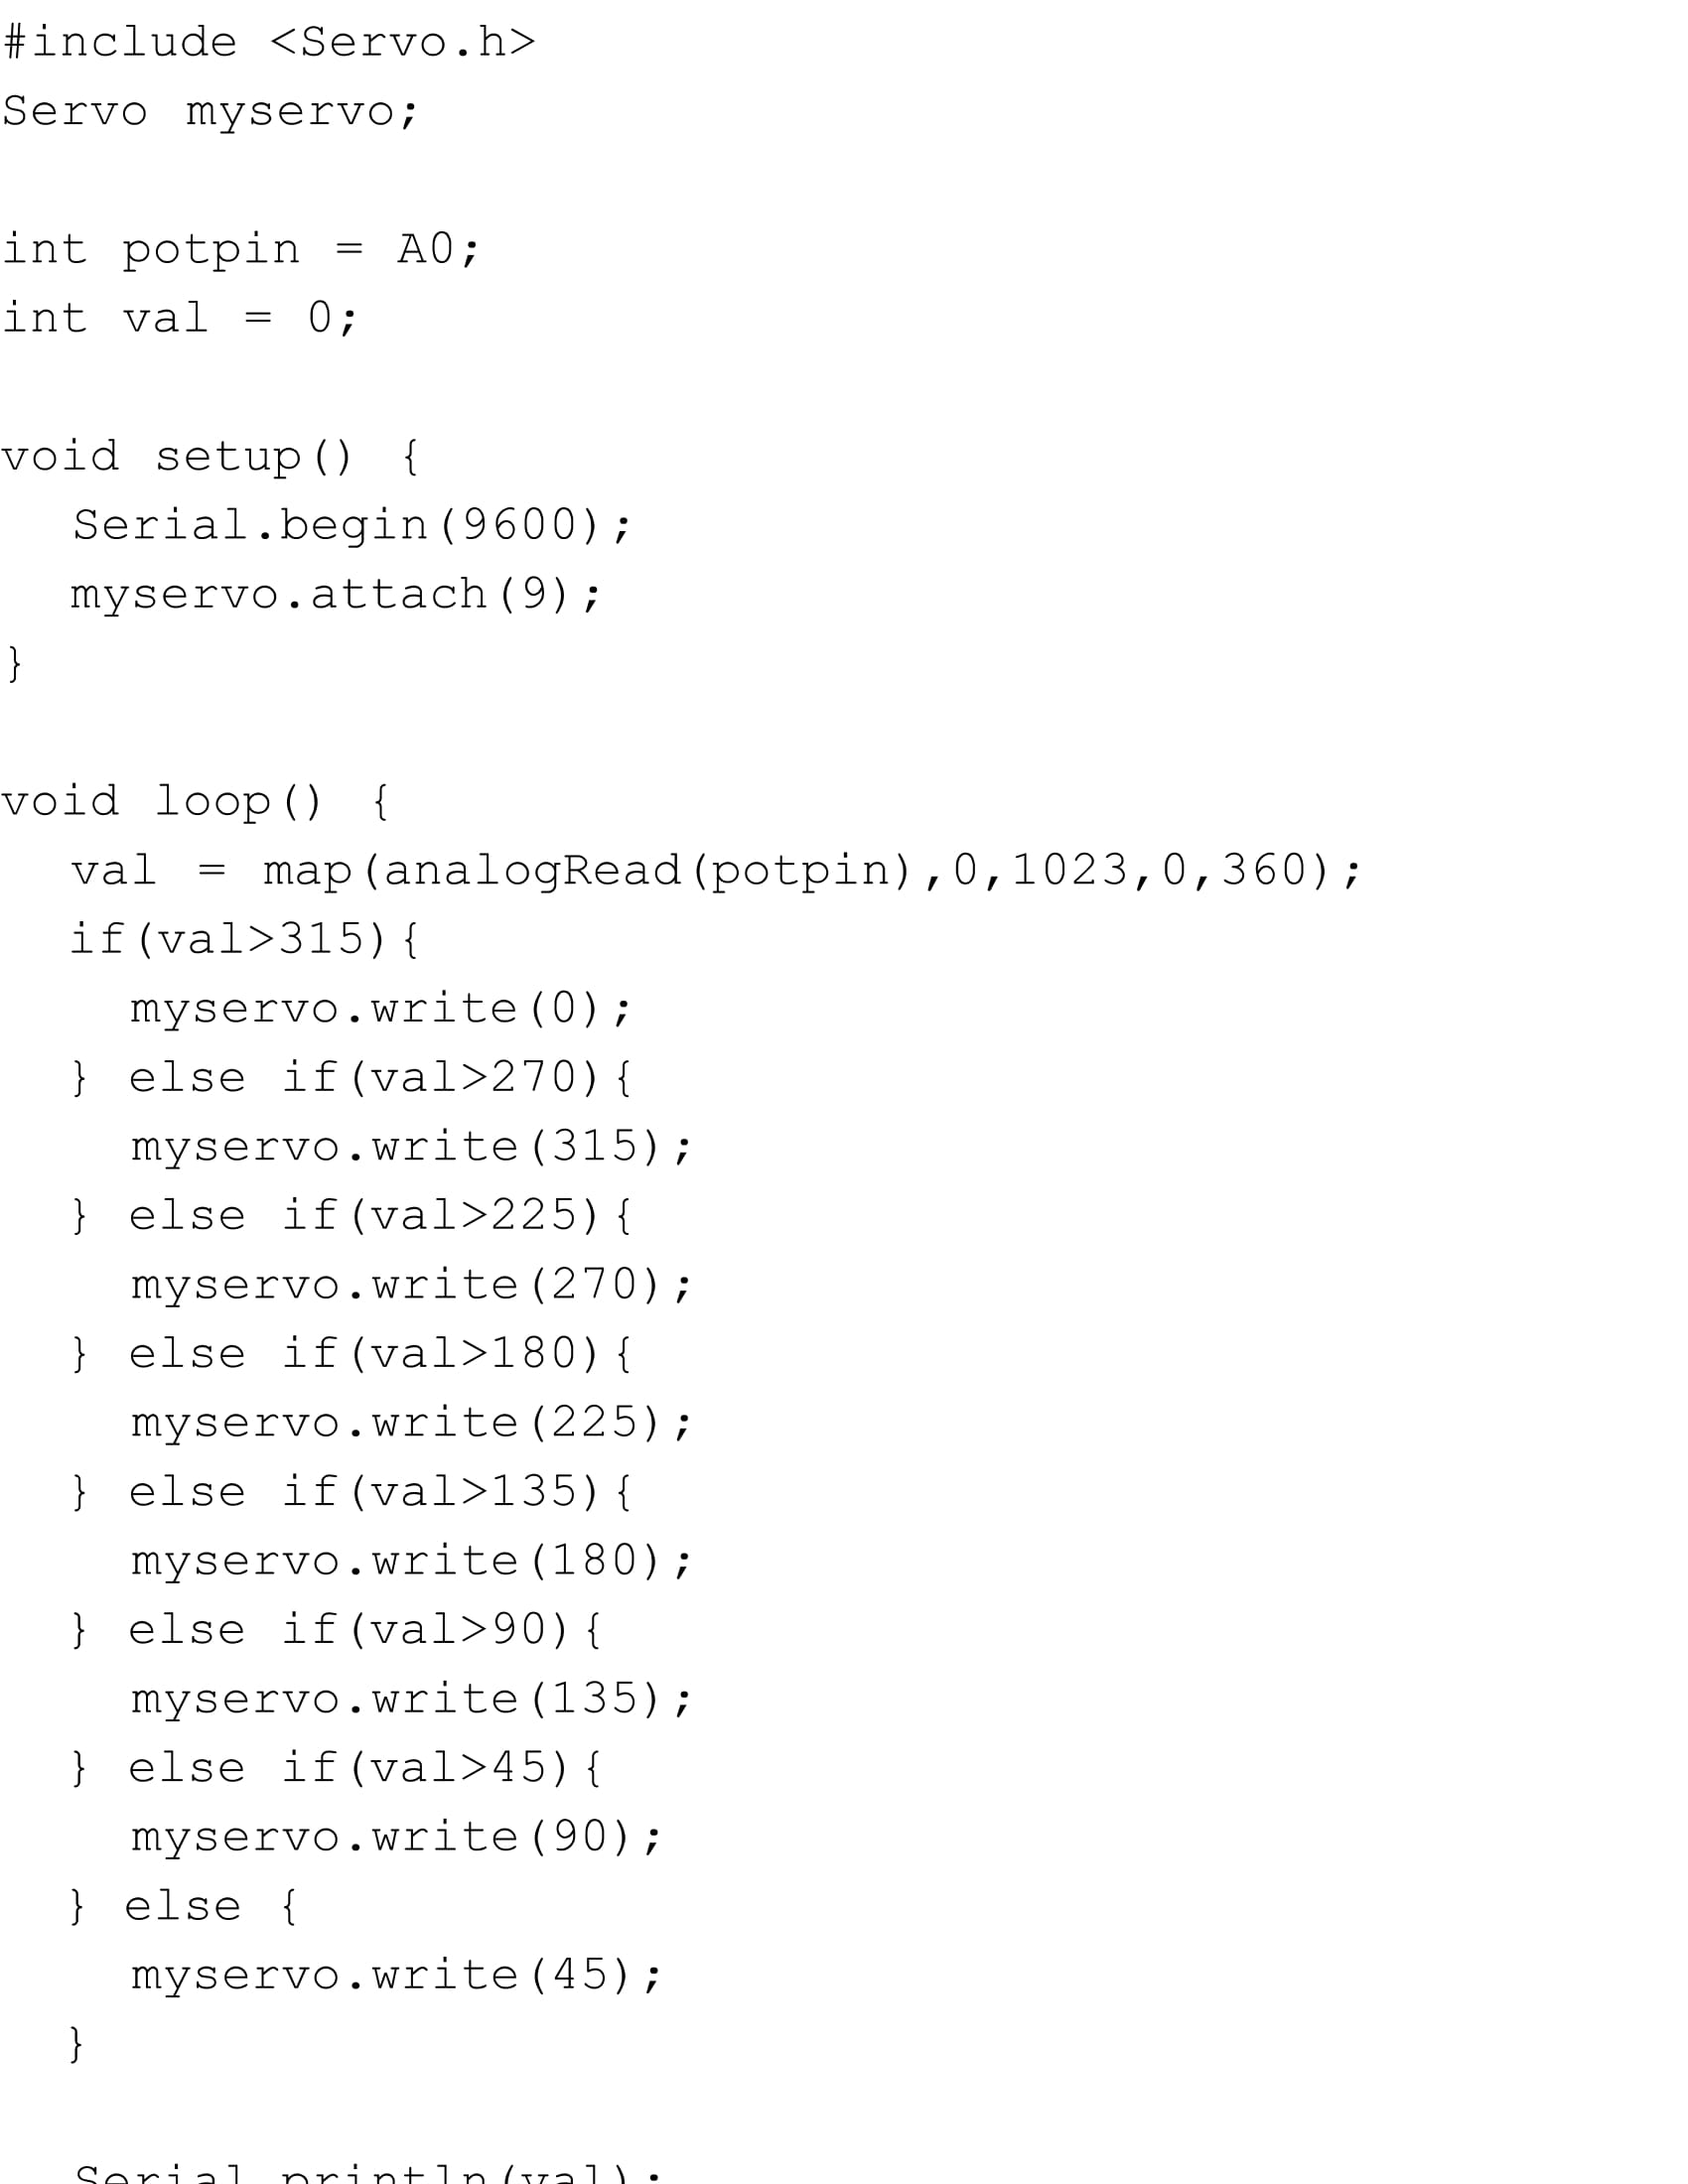 #include <Servo.h>
Servo myservo;
int potpin = A0;
int val = 0;
void setup() {
Serial.begin(9600);
myservo.attach(9);
}
void loop() {
val = map(analogRead(potpin),0,1023,0,360);
if(val>315){
myservo.write(0);
} else if(val>270){
myservo.write(315);
} else if(val>225){
myservo.write(270);
} else if(val>180){
myservo.write(225);
} else if(val>135){
myservo.write(180);
} else if(val>90){
myservo.write(135);
} else if(val>45){
myservo.write(90);
} else {
myservo.write(45);
}
Serial.println(val);